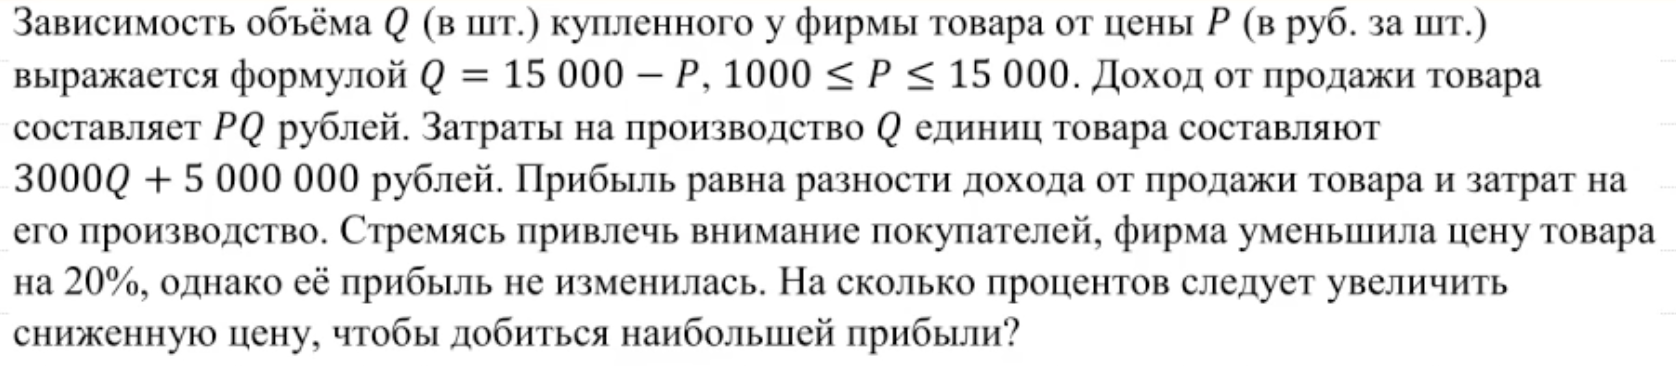 Зависимость объёма Q (в шт.) купленного у фирмы товара от цены P (в руб. за шт.)
выражается формулой Q = 15 000 − P, 1000 ≤ P ≤ 15 000. Доход от продажи товара
составляет PQ рублей. Затраты на производство Q единиц товара составляют
3000Q + 5 000 000 рублей. Прибыль равна разности дохода от продажи товара и затрат на
его производство. Стремясь привлечь внимание покупателей, фирма уменьшила цену товара
на 20%, однако её прибыль не изменилась. На сколько процентов следует увеличить
сниженную цену, чтобы добиться наибольшей прибыли?